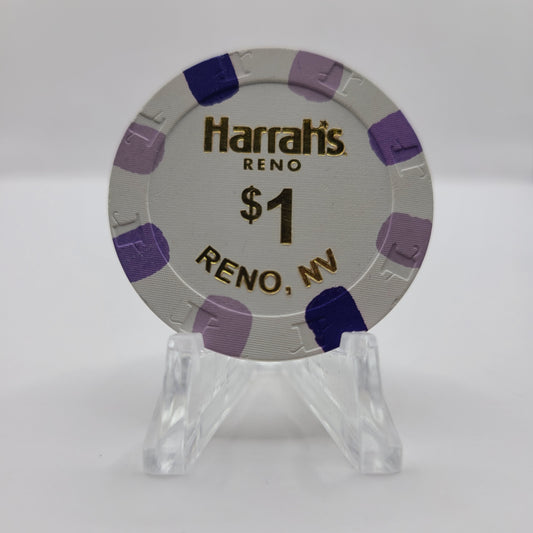 Harrah's
RENO
$1
RENO, NV